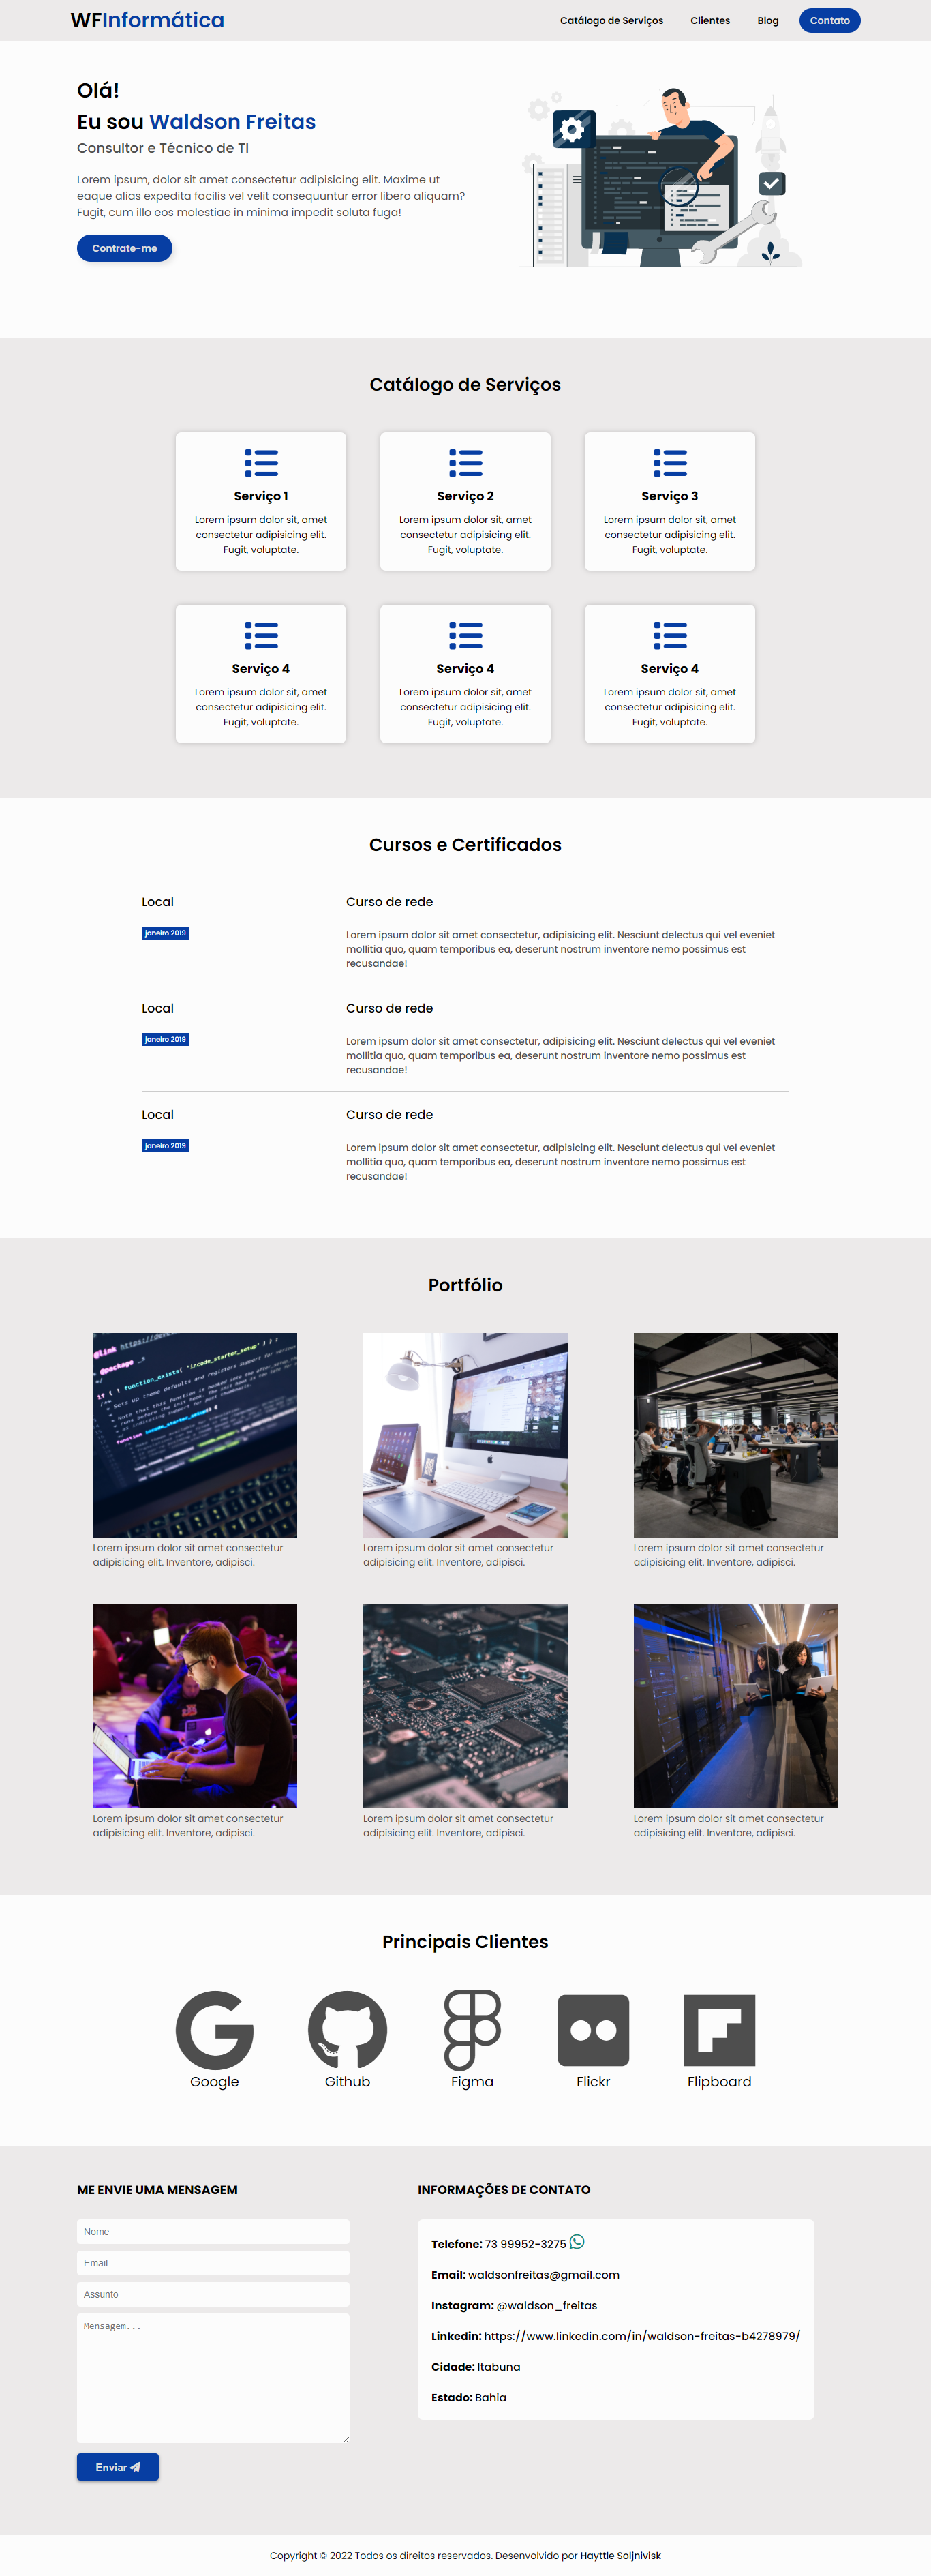 WFInformática
Catálogo de Serviços
Clientes
Blog
Contato
Olá!
Eu sou Waldson Freitas
Consultor e Técnico de TI
Lorem ipsum, dolor sit amet consectetur adipisicing elit. Maxime ut
eaque alias expedita facilis vel velit consequuntur error libero aliquam?
Fugit, cum illo eos molestiae in minima impedit soluta fuga!
Contrate-me
Catálogo de Serviços
Serviço 1
Lorem ipsum dolor sit, amet
consectetur adipisicing elit.
Fugit, voluptate.
Serviço 2
Lorem ipsum dolor sit, amet
consectetur adipisicing elit.
Fugit, voluptate.
Serviço 3
Lorem ipsum dolor sit, amet
consectetur adipisicing elit.
Fugit, voluptate.
Serviço 4
Lorem ipsum dolor sit, amet
consectetur adipisicing elit.
Fugit, voluptate.
Serviço 4
Lorem ipsum dolor sit, amet
consectetur adipisicing elit.
Fugit, voluptate.
Serviço 4
Lorem ipsum dolor sit, amet
consectetur adipisicing elit.
Fugit, voluptate.
Cursos e Certificados
Local
janeiro 2019
Curso de rede
Lorem ipsum dolor sit amet consectetur, adipisicing elit. Nesciunt delectus qui vel eveniet
mollitia quo, quam temporibus ea, deserunt nostrum inventore nemo possimus est
recusandae!
Local
janeiro 2019
Curso de rede
Lorem ipsum dolor sit amet consectetur, adipisicing elit. Nesciunt delectus qui vel eveniet
mollitia quo, quam temporibus ea, deserunt nostrum inventore nemo possimus est
recusandae!
Local
janeiro 2019
Curso de rede
Lorem ipsum dolor sit amet consectetur, adipisicing elit. Nesciunt delectus qui vel eveniet
mollitia quo, quam temporibus ea, deserunt nostrum inventore nemo possimus est
recusandae!
Portfólio
Lorem ipsum dolor sit amet consectetur
adipisicing elit. Inventore, adipisci.
Lorem ipsum dolor sit amet consectetur
adipisicing elit. Inventore, adipisci.
Lorem ipsum dolor sit amet consectetur
adipisicing elit. Inventore, adipisci.
Lorem ipsum dolor sit amet consectetur
adipisicing elit. Inventore, adipisci.
Lorem ipsum dolor sit amet consectetur
adipisicing elit. Inventore, adipisci.
Lorem ipsum dolor sit amet consectetur
adipisicing elit. Inventore, adipisci.
Principais Clientes
Google
Github
Figma
Flickr
Flipboard
ME ENVIE UMA MENSAGEM
Nome
Email
Assunto
Mensagem...
Enviar
INFORMAÇÕES DE CONTATO
Telefone: 73 99952-3275
Email: waldsonfreitas@gmail.com
Instagram: @waldson_freitas
Linkedin: https://www.linkedin.com/in/waldson-freitas-b4278979/
Cidade: Itabuna
Estado: Bahia
Copyright © 2022 Todos os direitos reservados. Desenvolvido por Hayttle Soljnivisk